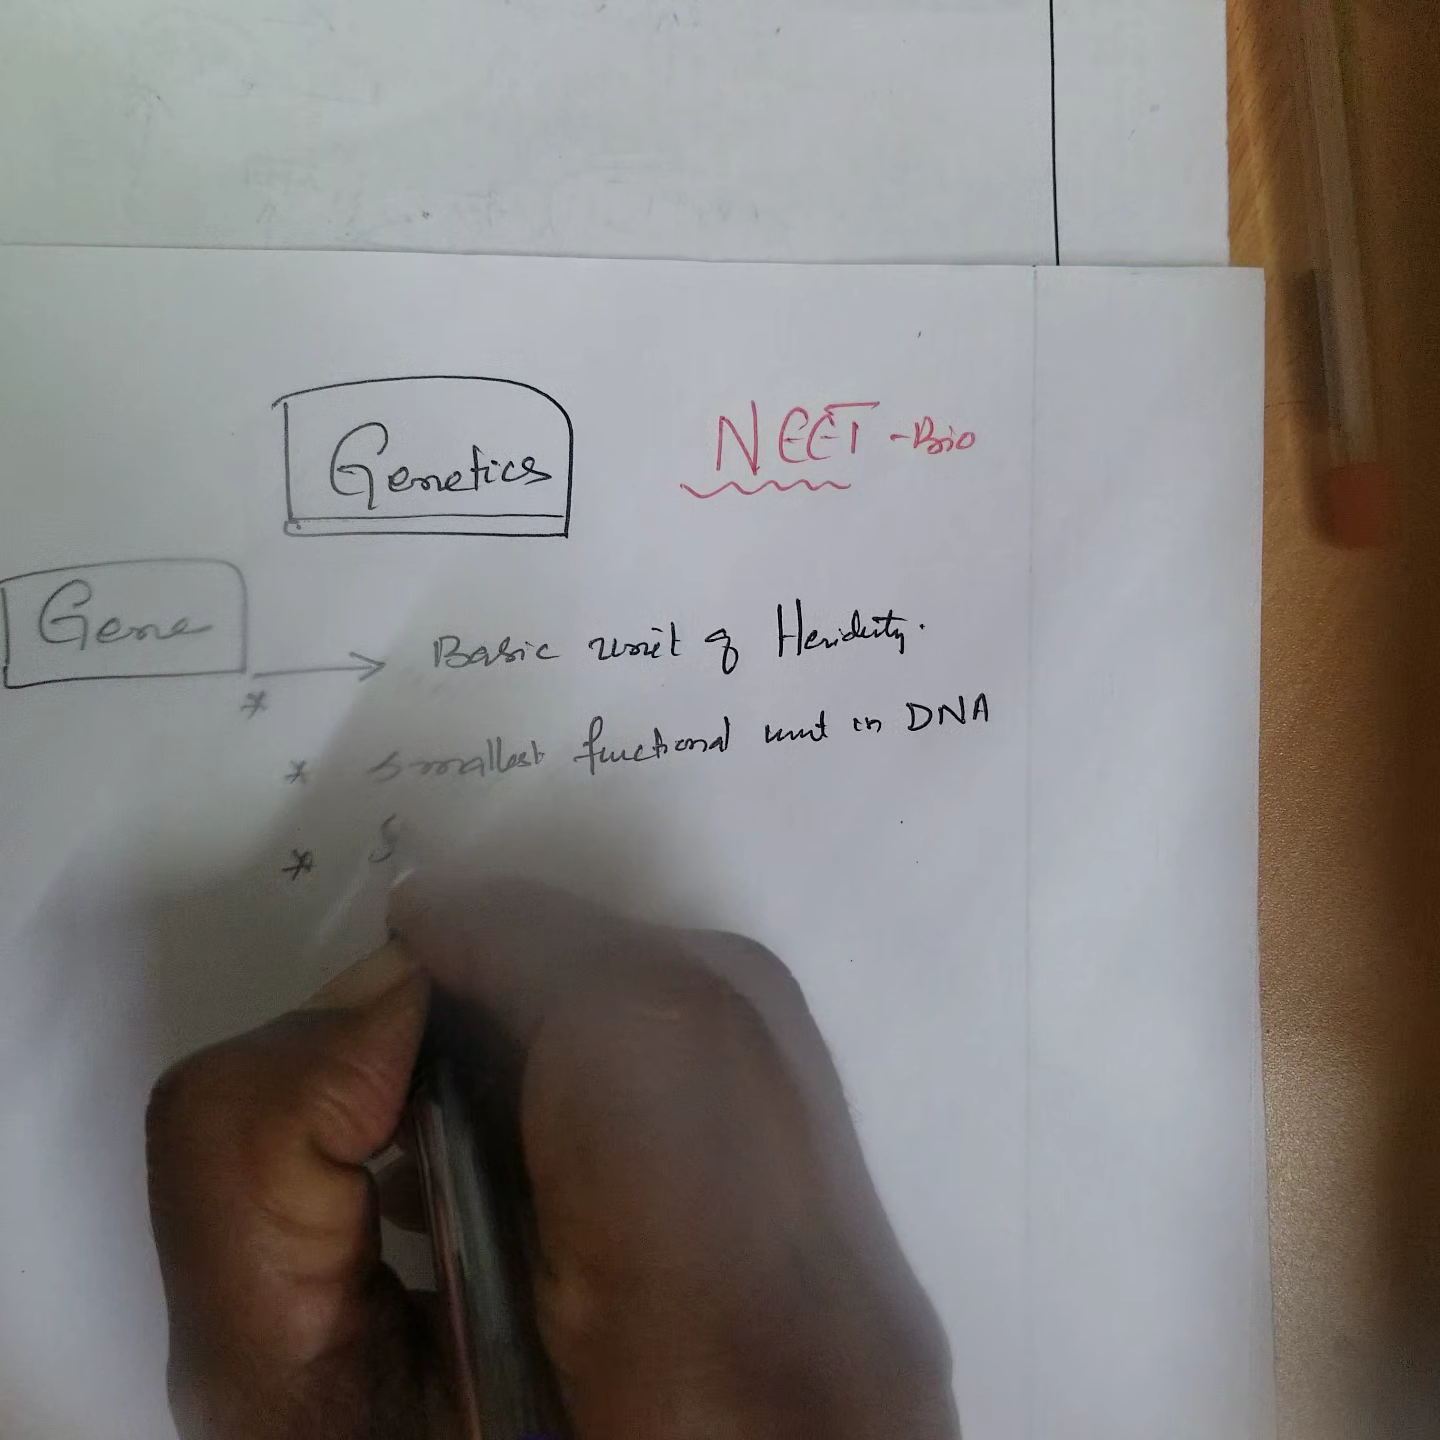 Genetics
NEET - Bio
Gene
* → Basic unit of Heridity.
* smallest functional unit in DNA
* S